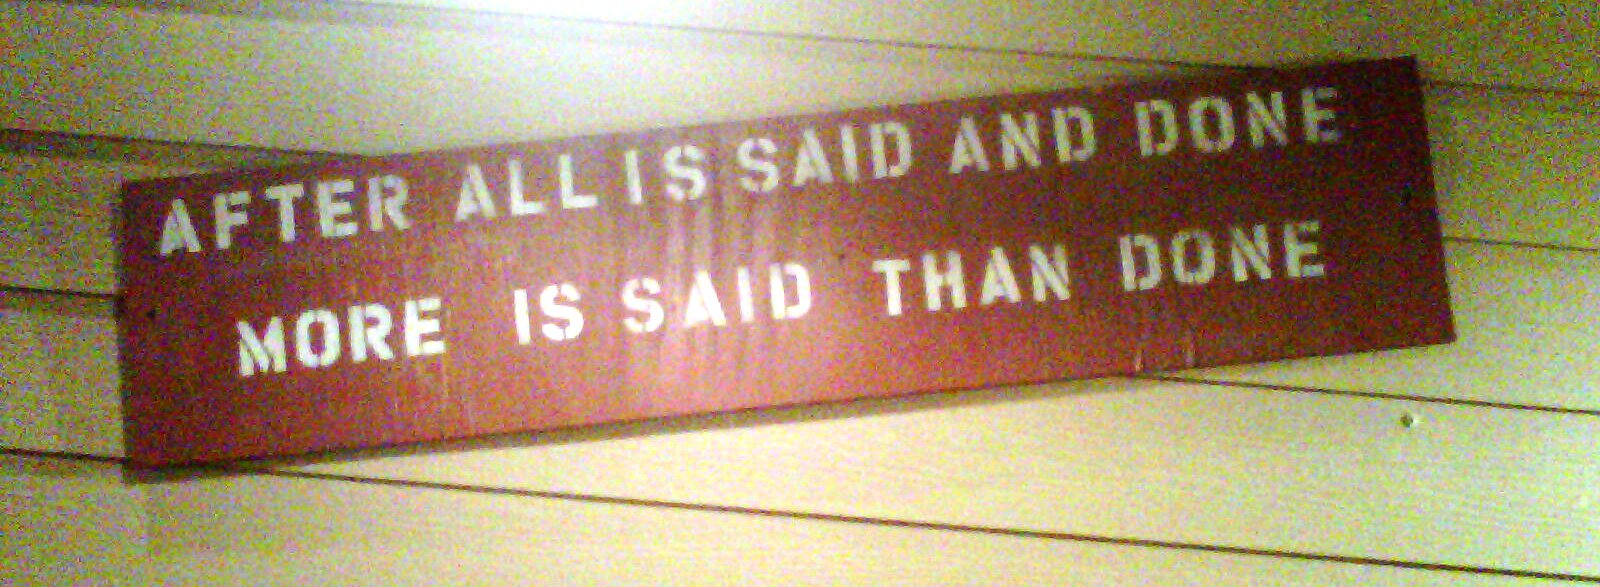 AFTER ALL IS SAID AND DONE
MORE IS SAID THAN DONE